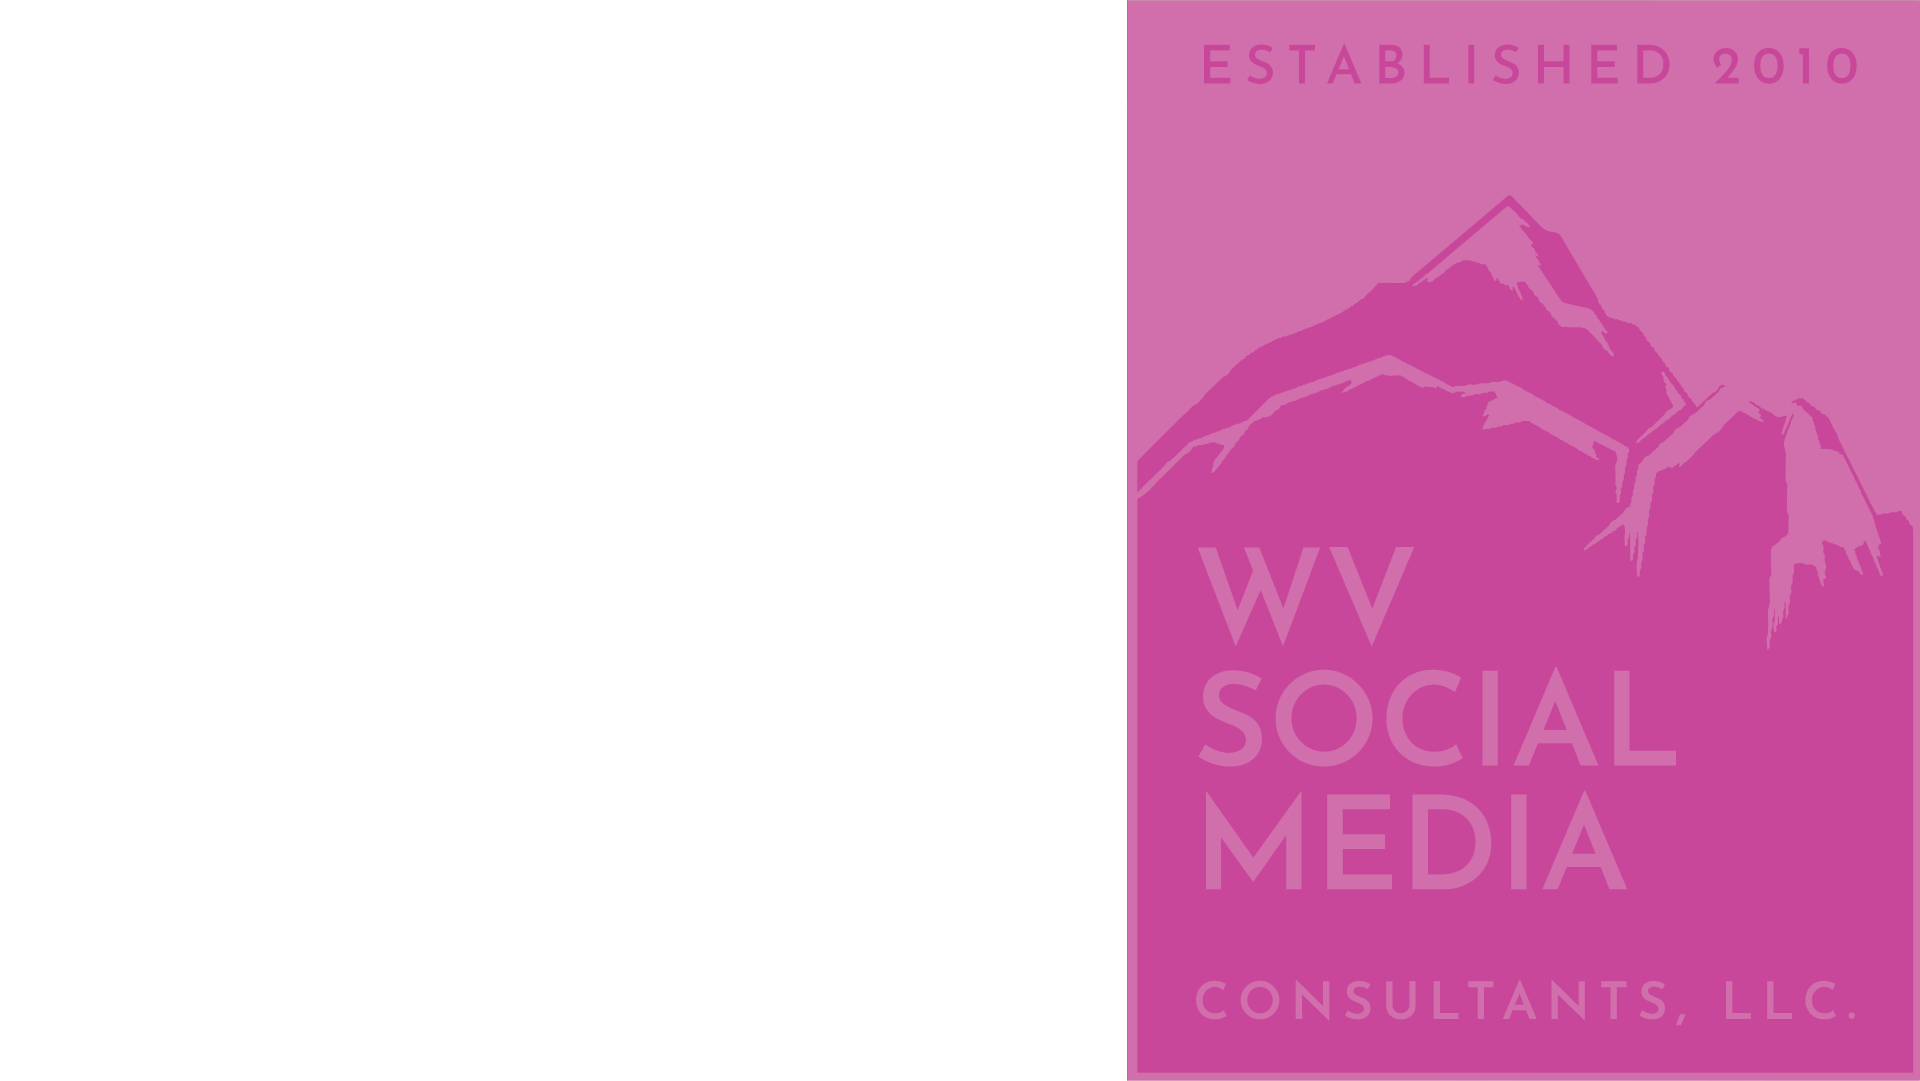 ESTABLISHED 2010
WV
SOCIAL
MEDIA
CONSULTANTS, LLC.